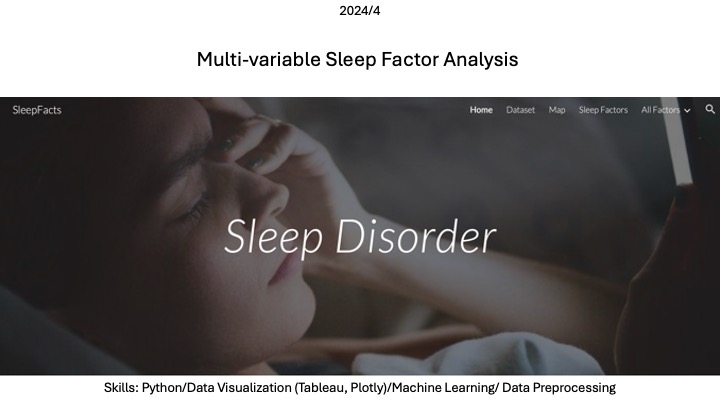 2024/4
Multi-variable Sleep Factor Analysis
SleepFacts
Home Dataset Map Sleep Factors All Factors
Sleep Disorder
Skills: Python/Data Visualization (Tableau, Plotly)/Machine Learning/ Data Preprocessing